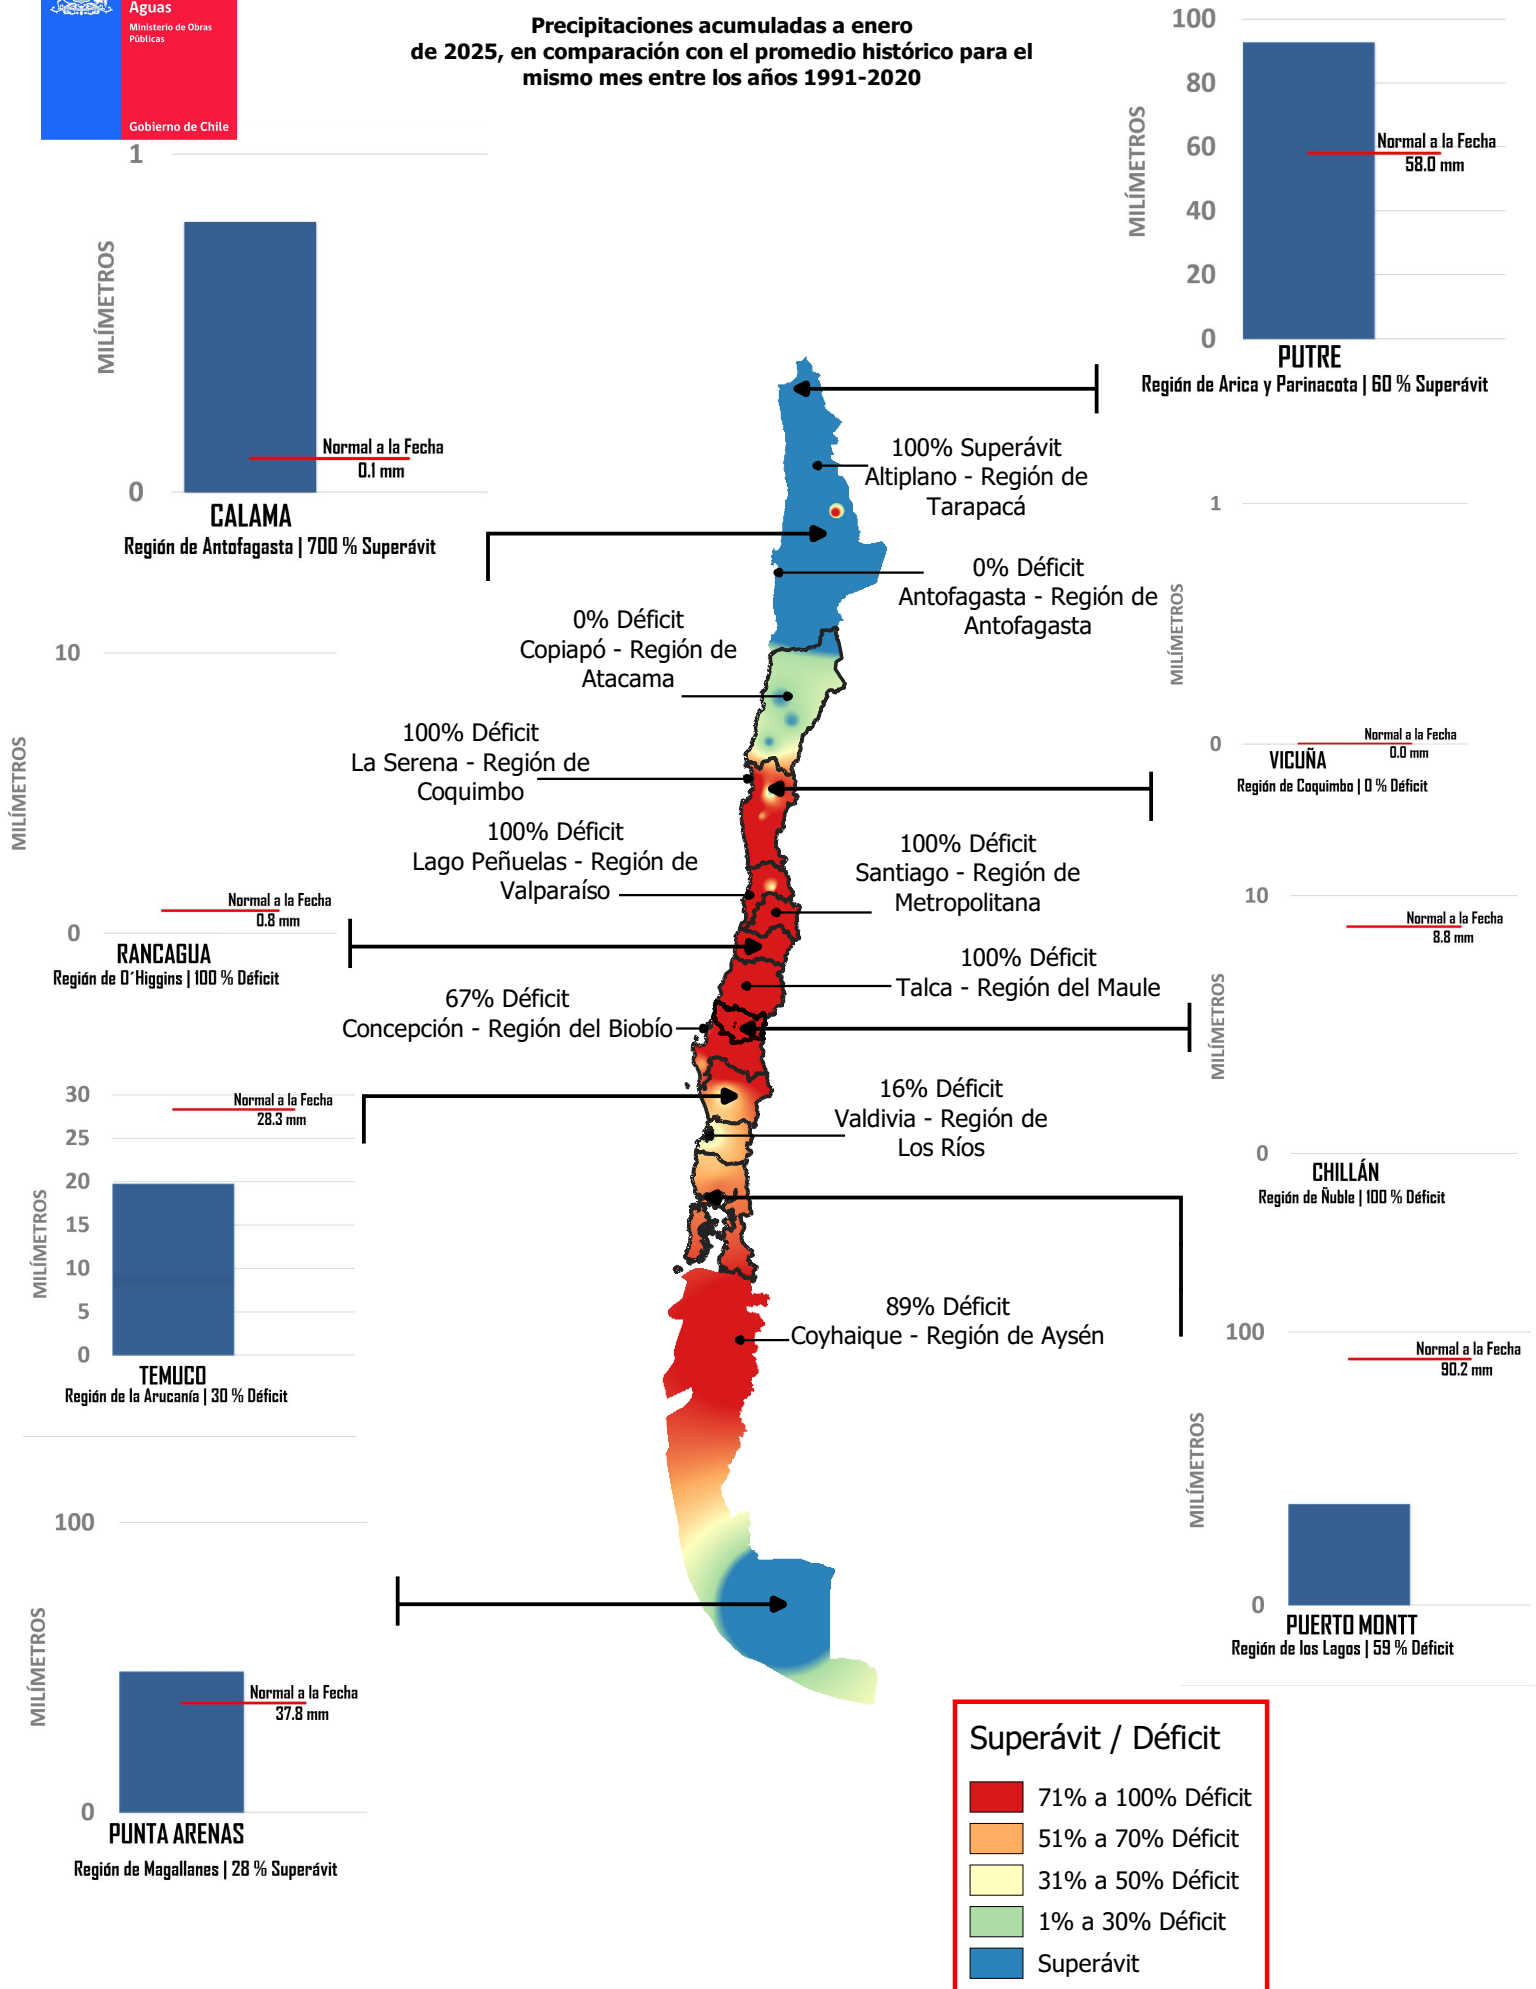 Aguas
Ministerio de Obras
Públicas
Gobierno de Chile
Precipitaciones acumuladas a enero
de 2025, en comparación con el promedio histórico para el
mismo mes entre los años 1991-2020
100
80
60
40
20
0
MILÍMETROS
Normal a la Fecha
58.0 mm
PUTRE
Región de Arica y Parinacota | 60 % Superávit
1
0
MILÍMETROS
Normal a la Fecha
0.1 mm
CALAMA
Región de Antofagasta | 700 % Superávit
100% Superávit
Altiplano - Región de
Tarapacá
0% Déficit
Antofagasta - Región de
Antofagasta
0% Déficit
Copiapó - Región de
Atacama
1
0
MILÍMETROS
Normal a la Fecha
0.0 mm
VICUÑA
Región de Coquimbo | 0 % Déficit
100% Déficit
La Serena - Región de
Coquimbo
10
0
MILÍMETROS
Normal a la Fecha
0.8 mm
RANCAGUA
Región de O´Higgins | 100 % Déficit
100% Déficit
Lago Peñuelas - Región de
Valparaíso
100% Déficit
Santiago - Región de
Metropolitana
100% Déficit
Talca - Región del Maule
67% Déficit
Concepción - Región del Biobío
10
0
MILÍMETROS
Normal a la Fecha
8.8 mm
CHILLÁN
Región de Ñuble | 100 % Déficit
30
25
20
15
10
5
0
MILÍMETROS
Normal a la Fecha
28.3 mm
TEMUCO
Región de la Arucanía | 30 % Déficit
16% Déficit
Valdivia - Región de
Los Ríos
89% Déficit
Coyhaique - Región de Aysén
100
0
MILÍMETROS
Normal a la Fecha
90.2 mm
PUERTO MONTT
Región de los Lagos | 59 % Déficit
100
0
MILÍMETROS
Normal a la Fecha
37.8 mm
PUNTA ARENAS
Región de Magallanes | 28 % Superávit
Superávit / Déficit
71% a 100% Déficit
51% a 70% Déficit
31% a 50% Déficit
1% a 30% Déficit
Superávit